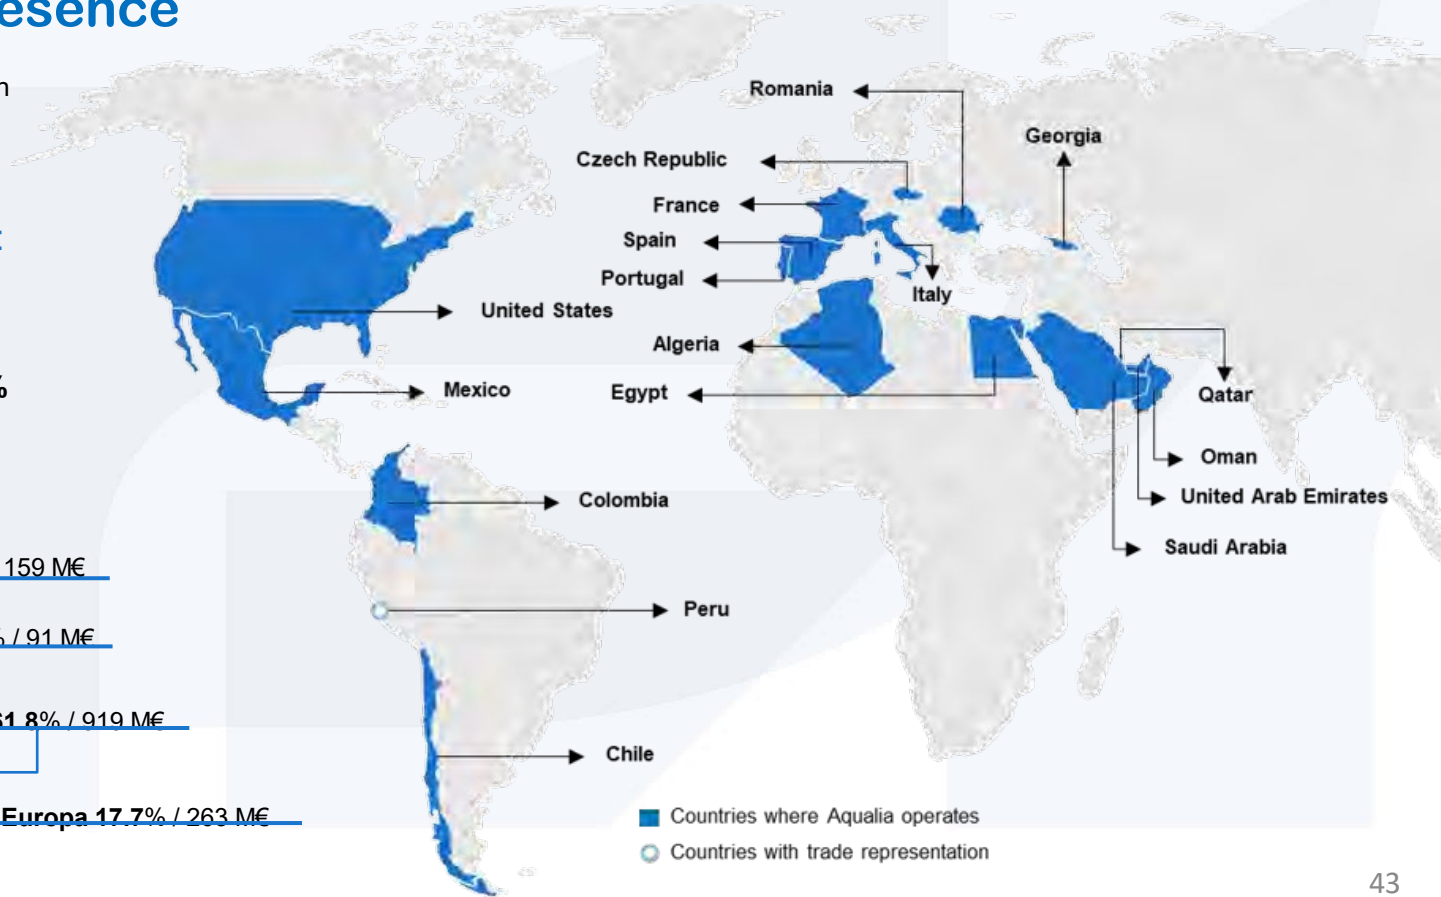 esence
n
Romania
Georgia
Czech Republic
France
Spain
Portugal
Italy
United States
Algeria
Mexico
Egypt
Qatar
%
Oman
Colombia
United Arab Emirates
Saudi Arabia
159 M€
Peru
% / 91 M€
61.8% / 919 M€
Chile
Europa 17.7% / 263 M€
Countries where Aqualia operates
Countries with trade representation
43